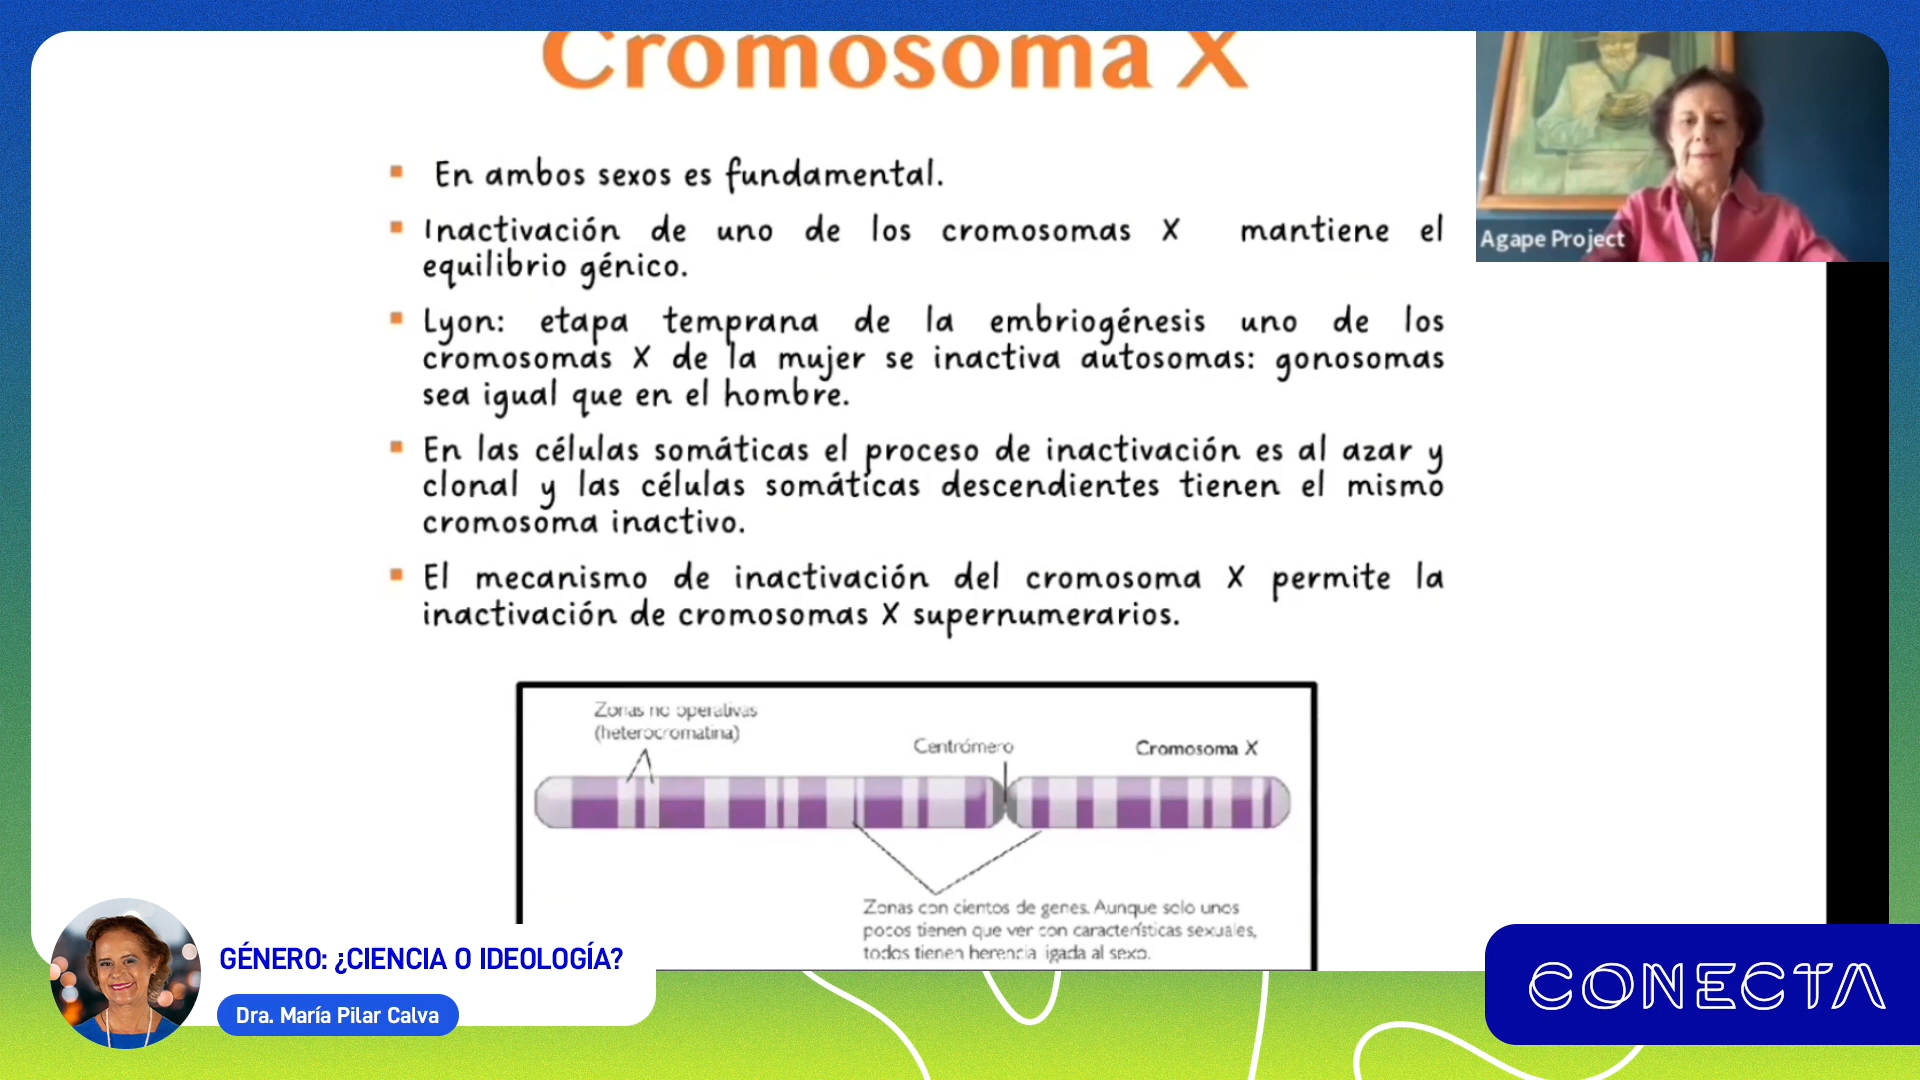 Cromosoma X
En ambos sexos es fundamental.
Inactivación de uno de los cromosomas X mantiene el
equilibrio génico.
Lyon: etapa temprana de la embriogénesis uno de los
cromosomas X de la mujer se inactiva autosomas: gonosomas
sea igual que en el hombre.
En las células somáticas el proceso de inactivación es al azar y
clonal y las células somáticas descendientes tienen el mismo
cromosoma inactivo.
El mecanismo de inactivación del cromosoma X permite la
inactivación de cromosomas X supernumerarios.
Zonas no operativas
(heterocromatina)
Centrómero
Cromosoma X
Zonas con cientos de genes. Aunque solo unos
pocos tienen que ver con características sexuales,
todos tienen herencia ligada al sexo.
Agape Project
GÉNERO: ¿CIENCIA O IDEOLOGÍA?
Dra. María Pilar Calva
CONECTA